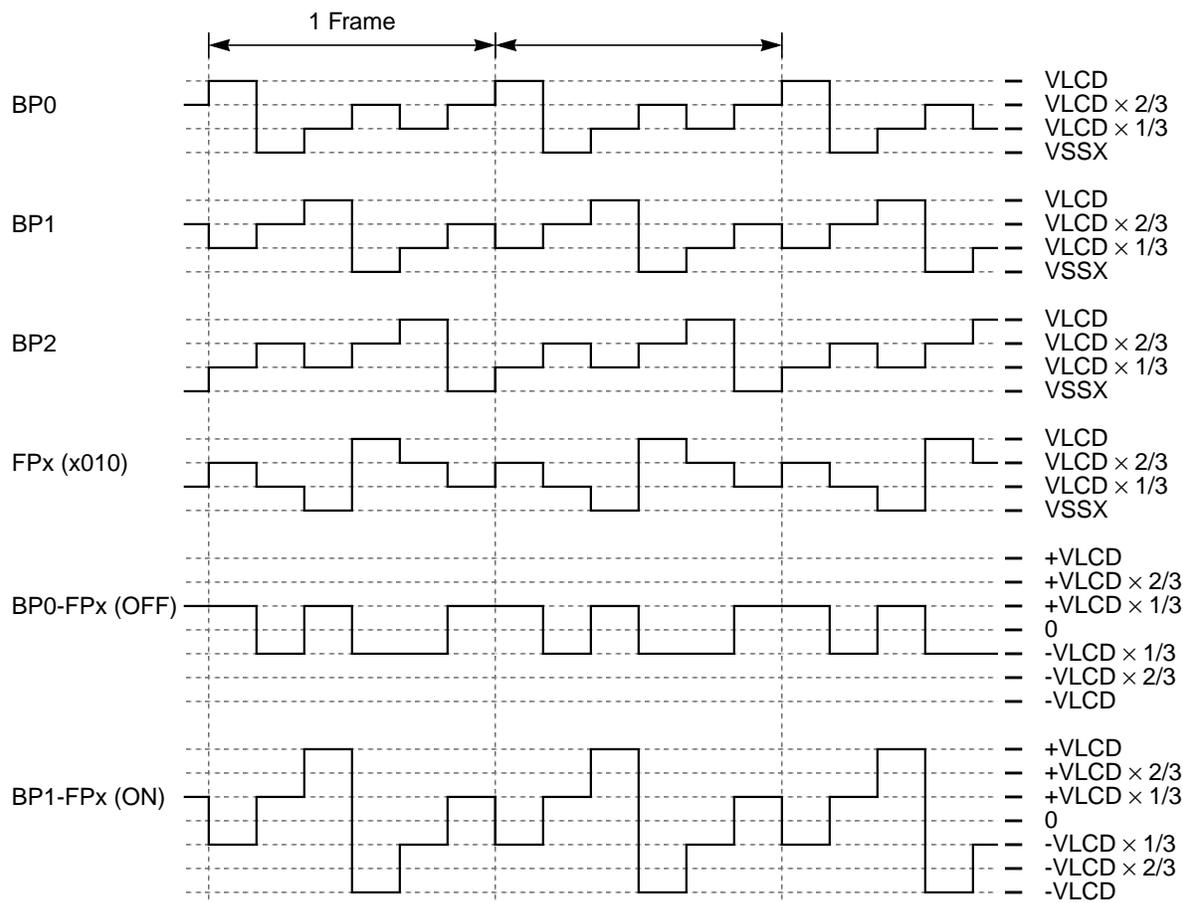 1 Frame
BP0
VLCD
VLCD × 2/3
VLCD × 1/3
VSSX
BP1
VLCD
VLCD × 2/3
VLCD × 1/3
VSSX
BP2
VLCD
VLCD × 2/3
VLCD × 1/3
VSSX
FPx (x010)
VLCD
VLCD × 2/3
VLCD × 1/3
VSSX
BP0-FPx (OFF)
+VLCD
+VLCD × 2/3
+VLCD × 1/3
0
-VLCD × 1/3
-VLCD × 2/3
-VLCD
BP1-FPx (ON)
+VLCD
+VLCD × 2/3
+VLCD × 1/3
0
-VLCD × 1/3
-VLCD × 2/3
-VLCD